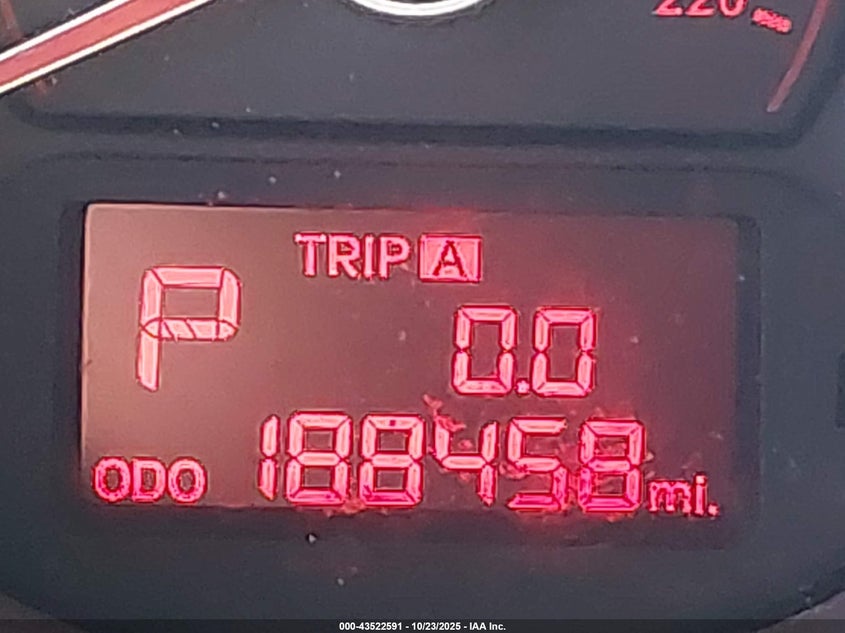 220
TRIP A
P
0.0
ODO 188458 mi.
000-43522591 - 10/23/2025 - IAA Inc.